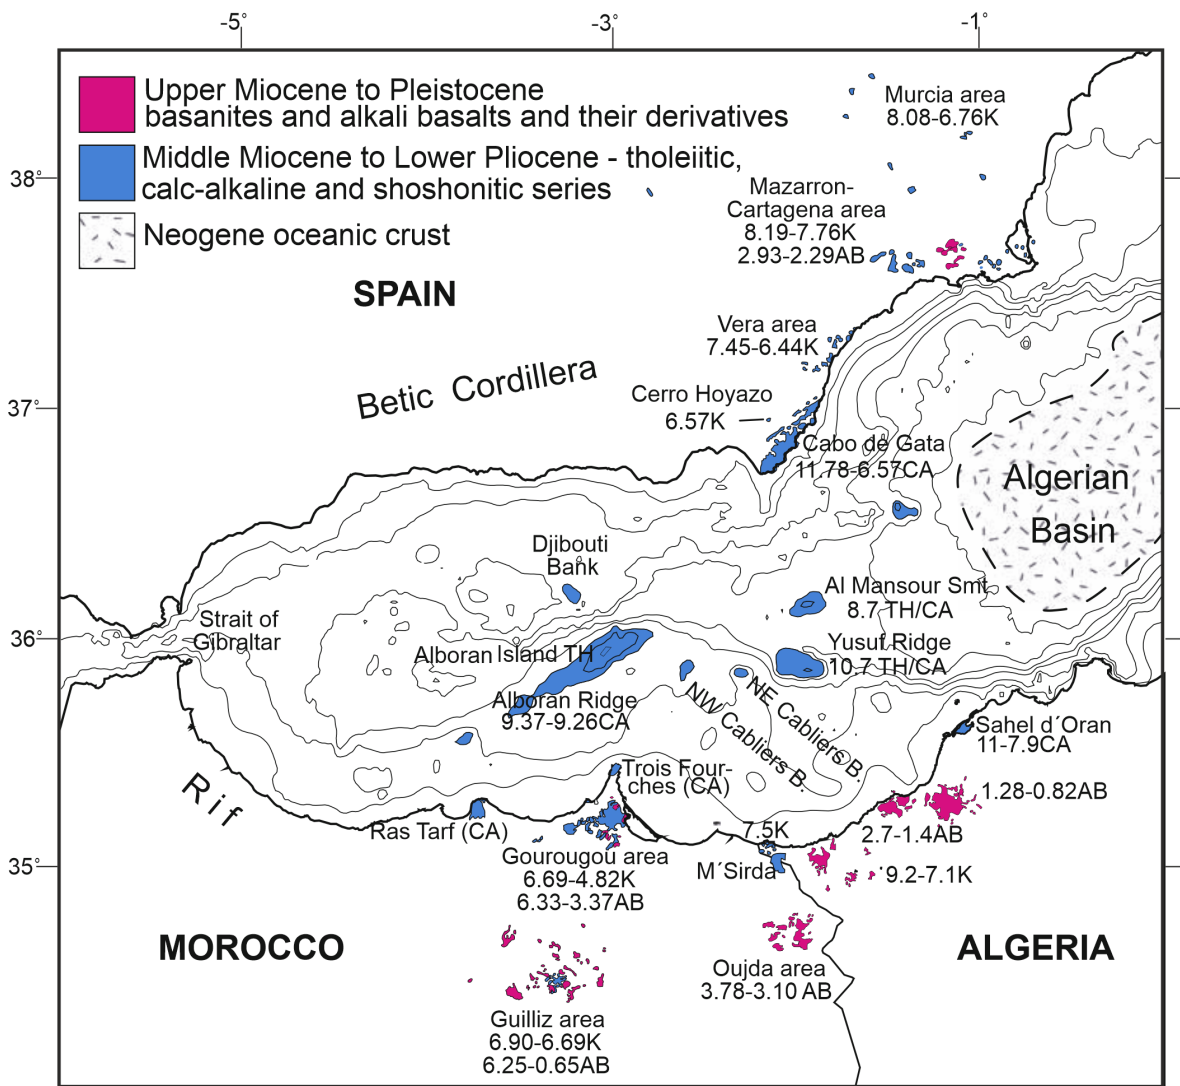 -5°
-3°
-1°
Upper Miocene to Pleistocene
basanites and alkali basalts and their derivatives
Middle Miocene to Lower Pliocene - tholeiitic,
calc-alkaline and shoshonitic series
Neogene oceanic crust
Murcia area
8.08-6.76K
38°
Mazarron-
Cartagena area
8.19-7.76K
2.93-2.29AB
SPAIN
Vera area
7.45-6.44K
Betic Cordillera
37°
Cerro Hoyazo
6.57K
Cabo de Gata
11.78-6.57CA
Algerian
Basin
Djibouti
Bank
Al Mansour Smt
8.7 TH/CA
Strait of
Gibraltar
36°
Alboran Island TH
Yusuf Ridge
10.7 TH/CA
Alboran Ridge
9.37-9.26CA
NW Cabliers B.
NE Cabliers B.
Sahel d´Oran
11-7.9CA
Rif
Trois Four-
ches (CA)
1.28-0.82AB
Ras Tarf (CA)
7.5K
2.7-1.4AB
35°
Gourougou area
6.69-4.82K
6.33-3.37AB
M´Sirda
9.2-7.1K
MOROCCO
ALGERIA
Oujda area
3.78-3.10 AB
Guilliz area
6.90-6.69K
6.25-0.65AB